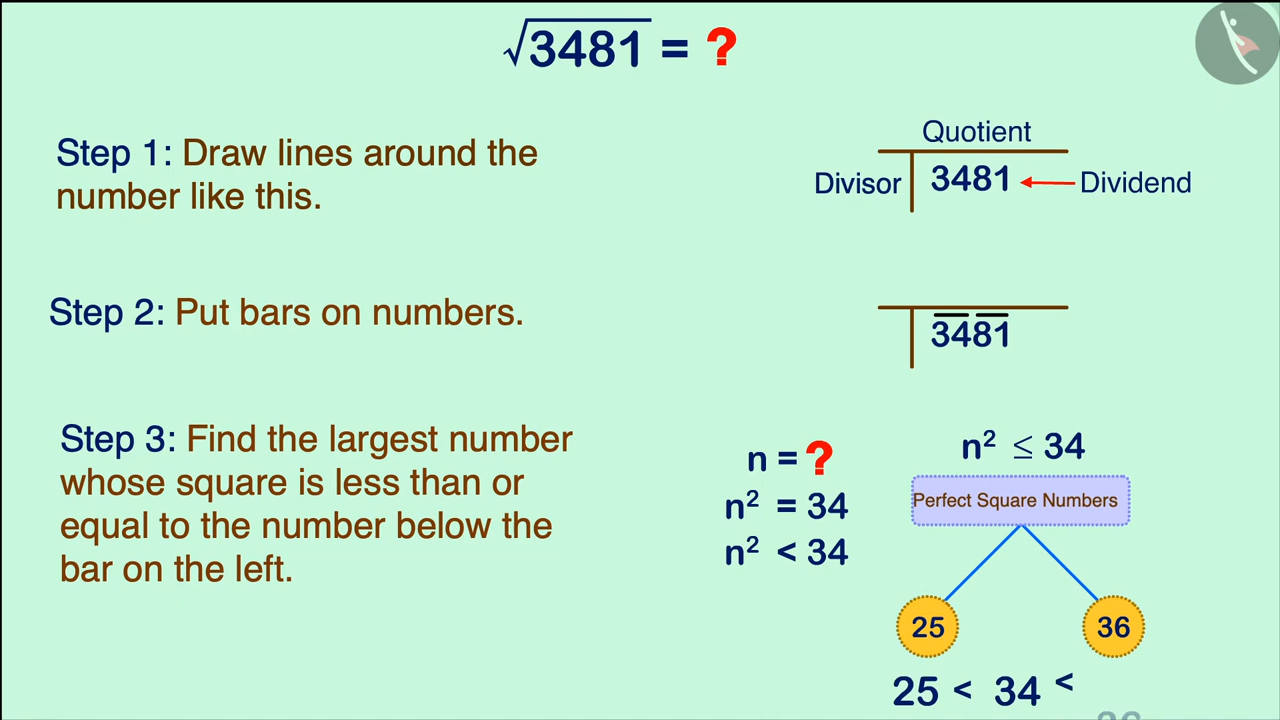 √3481 = ?
Step 1: Draw lines around the
number like this.
Quotient
Divisor 3481 Dividend
Step 2: Put bars on numbers.
3481
Step 3: Find the largest number
whose square is less than or
equal to the number below the
bar on the left.
n = ?
n² = 34
n² < 34
n² ≤ 34
Perfect Square Numbers
25 36
25 < 34 <